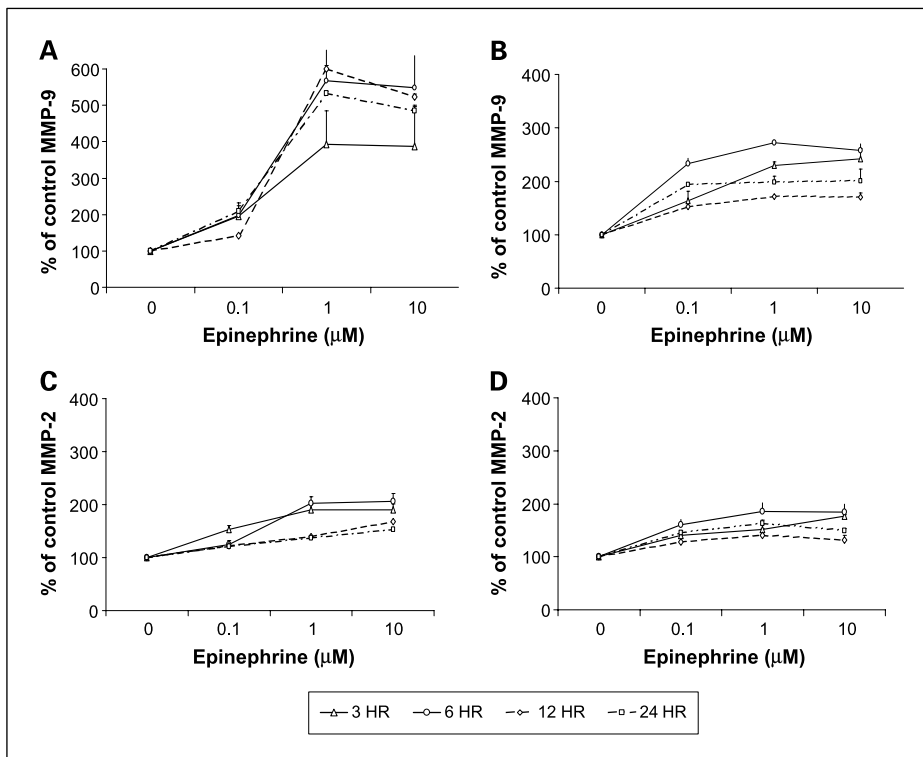 A
% of control MMP-9
600
500
400
300
200
100
0
0 0.1 1 10
Epinephrine (μM)
B
% of control MMP-9
400
300
200
100
0
0 0.1 1 10
Epinephrine (μM)
C
% of control MMP-2
400
300
200
100
0
0 0.1 1 10
Epinephrine (μM)
D
% of control MMP-2
400
300
200
100
0
0 0.1 1 10
Epinephrine (μM)
3 HR 6 HR 12 HR 24 HR